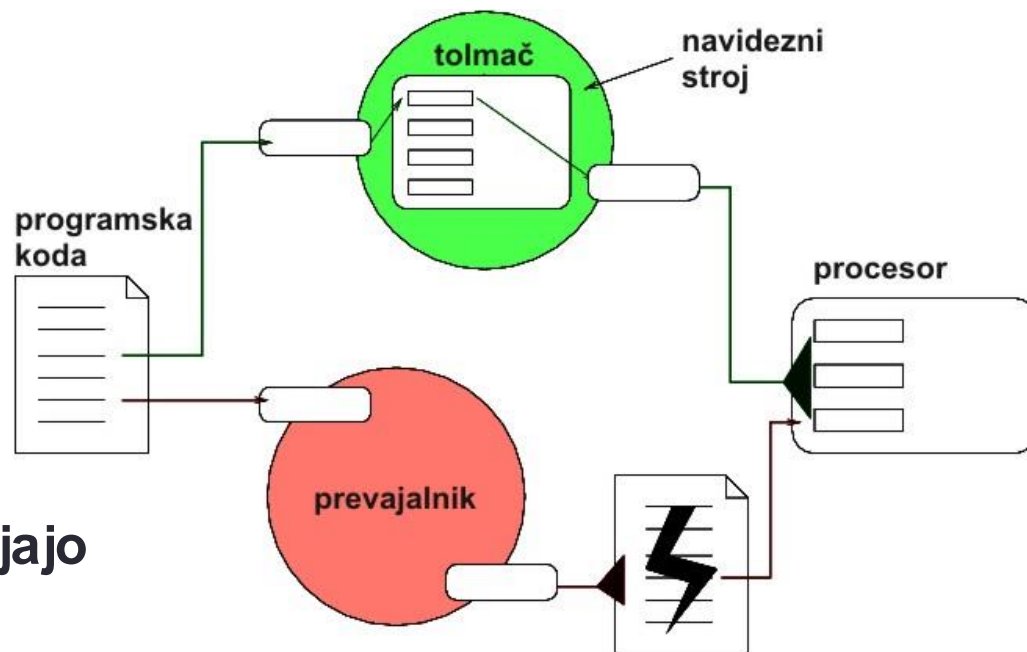 tolmač
navidezni
stroj
programska
koda
procesor
prevajalnik
jajo